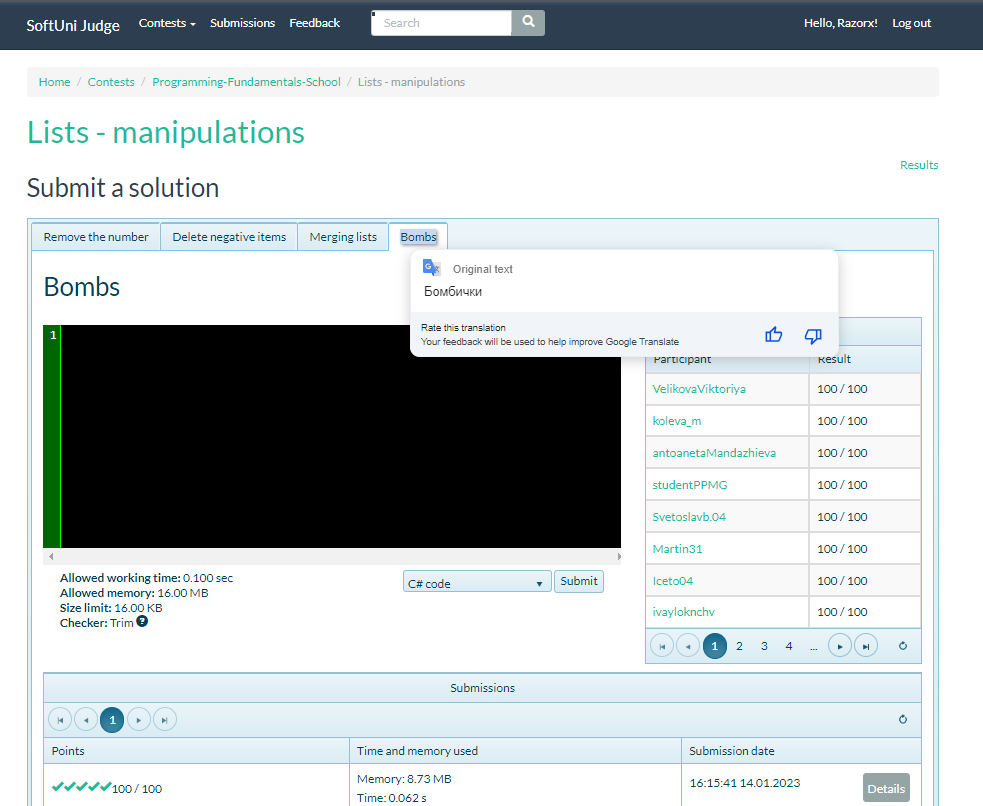 SoftUni Judge Contests Submissions Feedback Search Hello, Razorx! Log out
Home / Contests / Programming-Fundamentals-School / Lists - manipulations
Lists - manipulations
Results
Submit a solution
Remove the number Delete negative items Merging lists Bombs
Original text
Бомбички
Rate this translation
Your feedback will be used to help improve Google Translate
Bombs
1
Participant Result
VelikovaViktoriya 100 / 100
koleva_m 100 / 100
antoanetaMandazhieva 100 / 100
studentPPMG 100 / 100
Svetoslavb.04 100 / 100
Martin31 100 / 100
Iceto04 100 / 100
ivayloknchv 100 / 100
1 2 3 4 ...
Allowed working time: 0.100 sec
Allowed memory: 16.00 MB
Size limit: 16.00 KB
Checker: Trim ?
C# code Submit
Submissions
1
Points Time and memory used Submission date
100 / 100 Memory: 8.73 MB 16:15:41 14.01.2023 Details
Time: 0.062 s